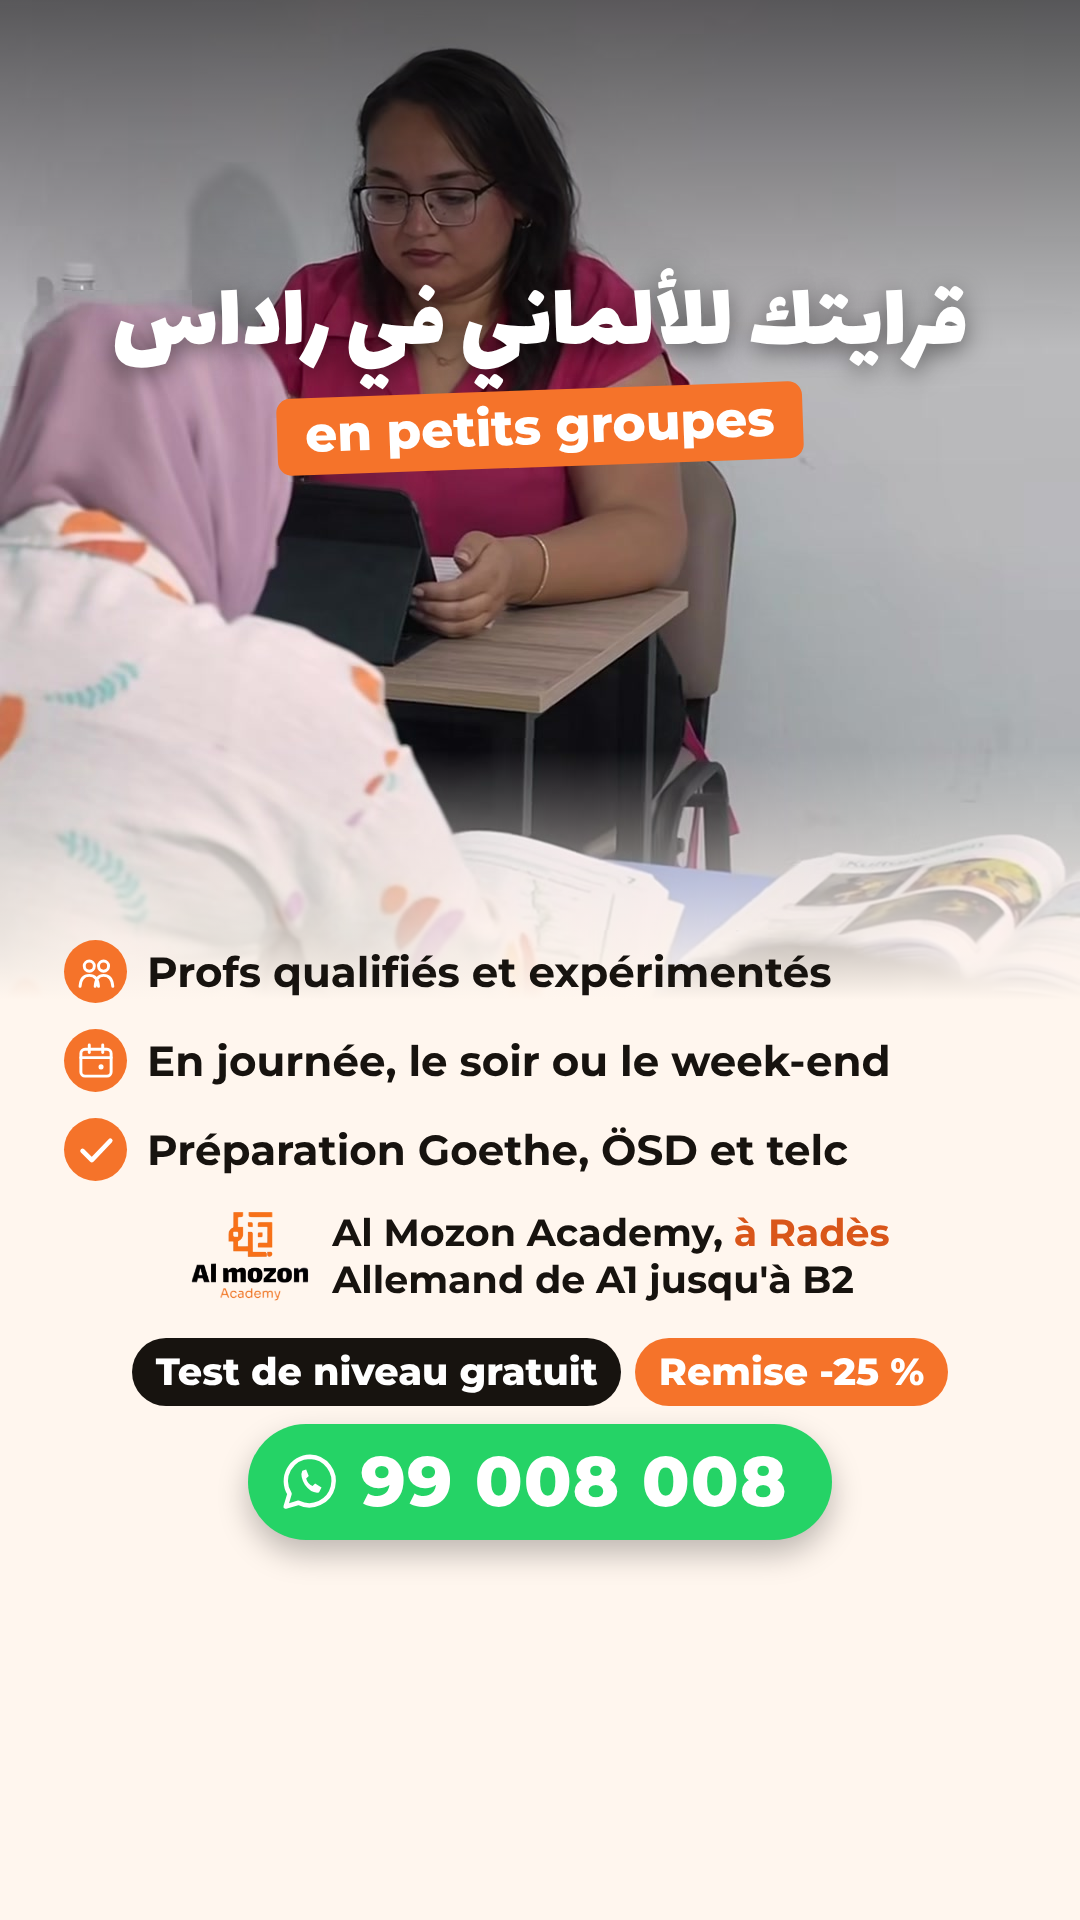 قرايتك للألماني في راداس
en petits groupes
Profs qualifiés et expérimentés
En journée, le soir ou le week-end
Préparation Goethe, ÖSD et telc
Al mozon
Academy
Al Mozon Academy, à Radès
Allemand de A1 jusqu'à B2
Test de niveau gratuit
Remise -25 %
99 008 008